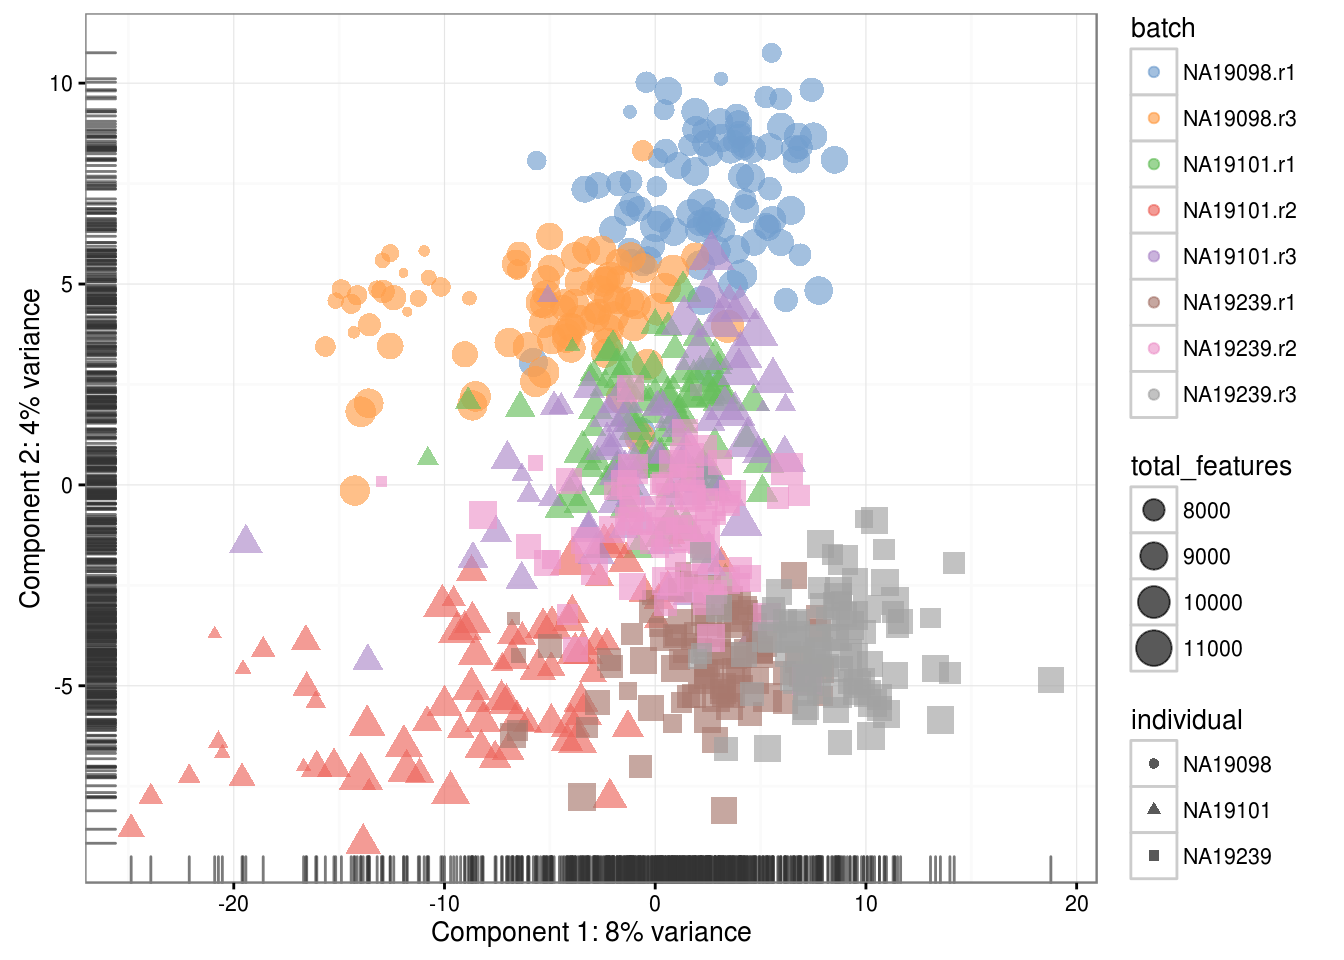 10
5
0
-5
-20
-10
0
10
20
Component 1: 8% variance
Component 2: 4% variance
batch
NA19098.r1
NA19098.r3
NA19101.r1
NA19101.r2
NA19101.r3
NA19239.r1
NA19239.r2
NA19239.r3
total_features
8000
9000
10000
11000
individual
NA19098
NA19101
NA19239